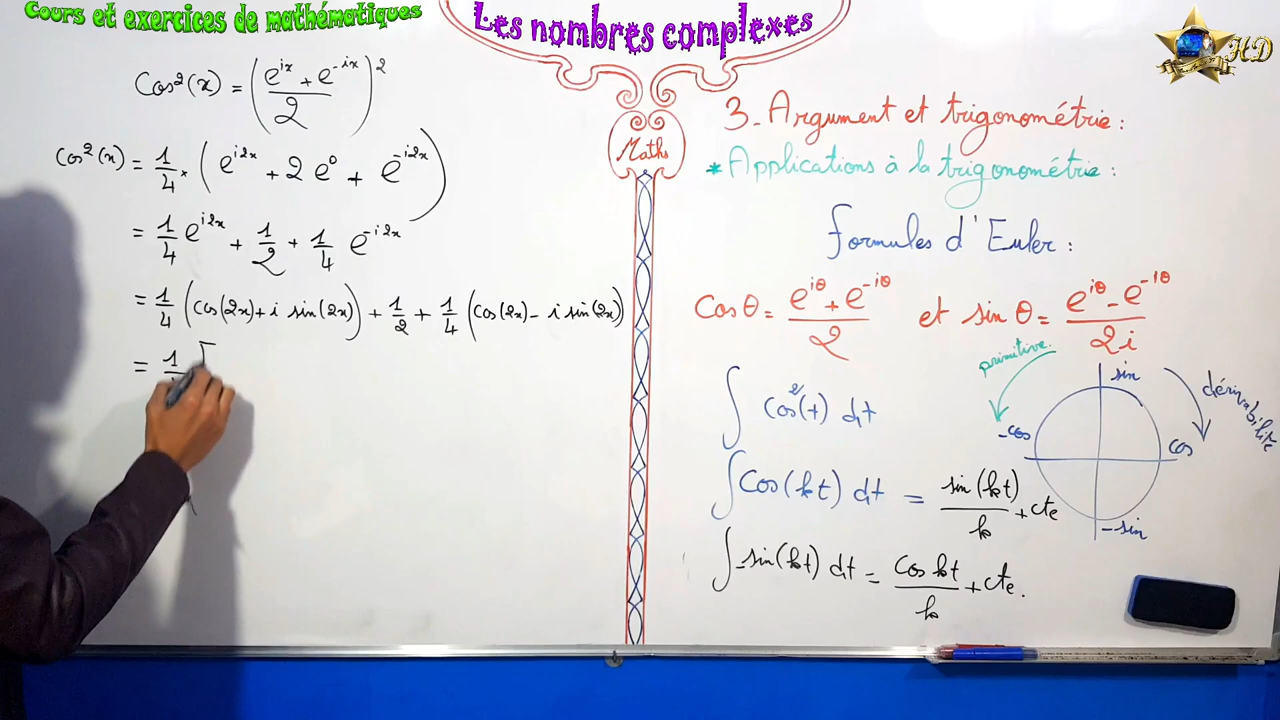 Cours et exercices de mathématiques
Les nombres complexes
HD
Maths
Cos²(x) = ((e^{ix} + e^{-ix})/2)²
Cos²(x) = 1/4 × (e^{i2x} + 2e^0 + e^{-i2x})
= 1/4 e^{i2x} + 1/2 + 1/4 e^{-i2x}
= 1/4 (cos(2x) + i sin(2x)) + 1/2 + 1/4 (cos(2x) - i sin(2x))
= 1 [
3_ Argument et trigonométrie :
* Applications à la trigonométrie :
formules d'Euler :
Cos θ = (e^{iθ} + e^{-iθ})/2 et sin θ = (e^{iθ} - e^{-iθ})/2i
primitive.
sin
dérivabilité
-cos
cos
-sin
∫ Cos²(t) dt
∫ Cos(kt) dt = sin(kt)/k + cte
∫ -sin(kt) dt = Cos kt/k + cte.